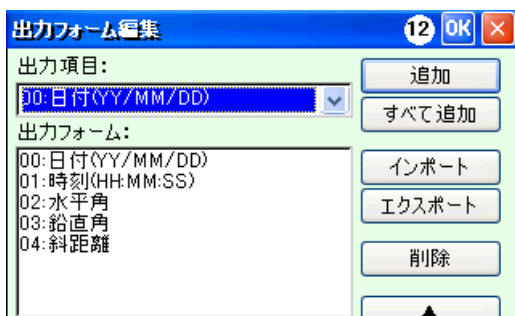 出力フォーム編集 12 OK
出力項目:
追加
00:日付(YY/MM/DD)
すべて追加
出力フォーム:
00:日付(YY/MM/DD)
01:時刻(HH:MM:SS)
02:水平角
03:鉛直角
04:斜距離
インポート
エクスポート
削除